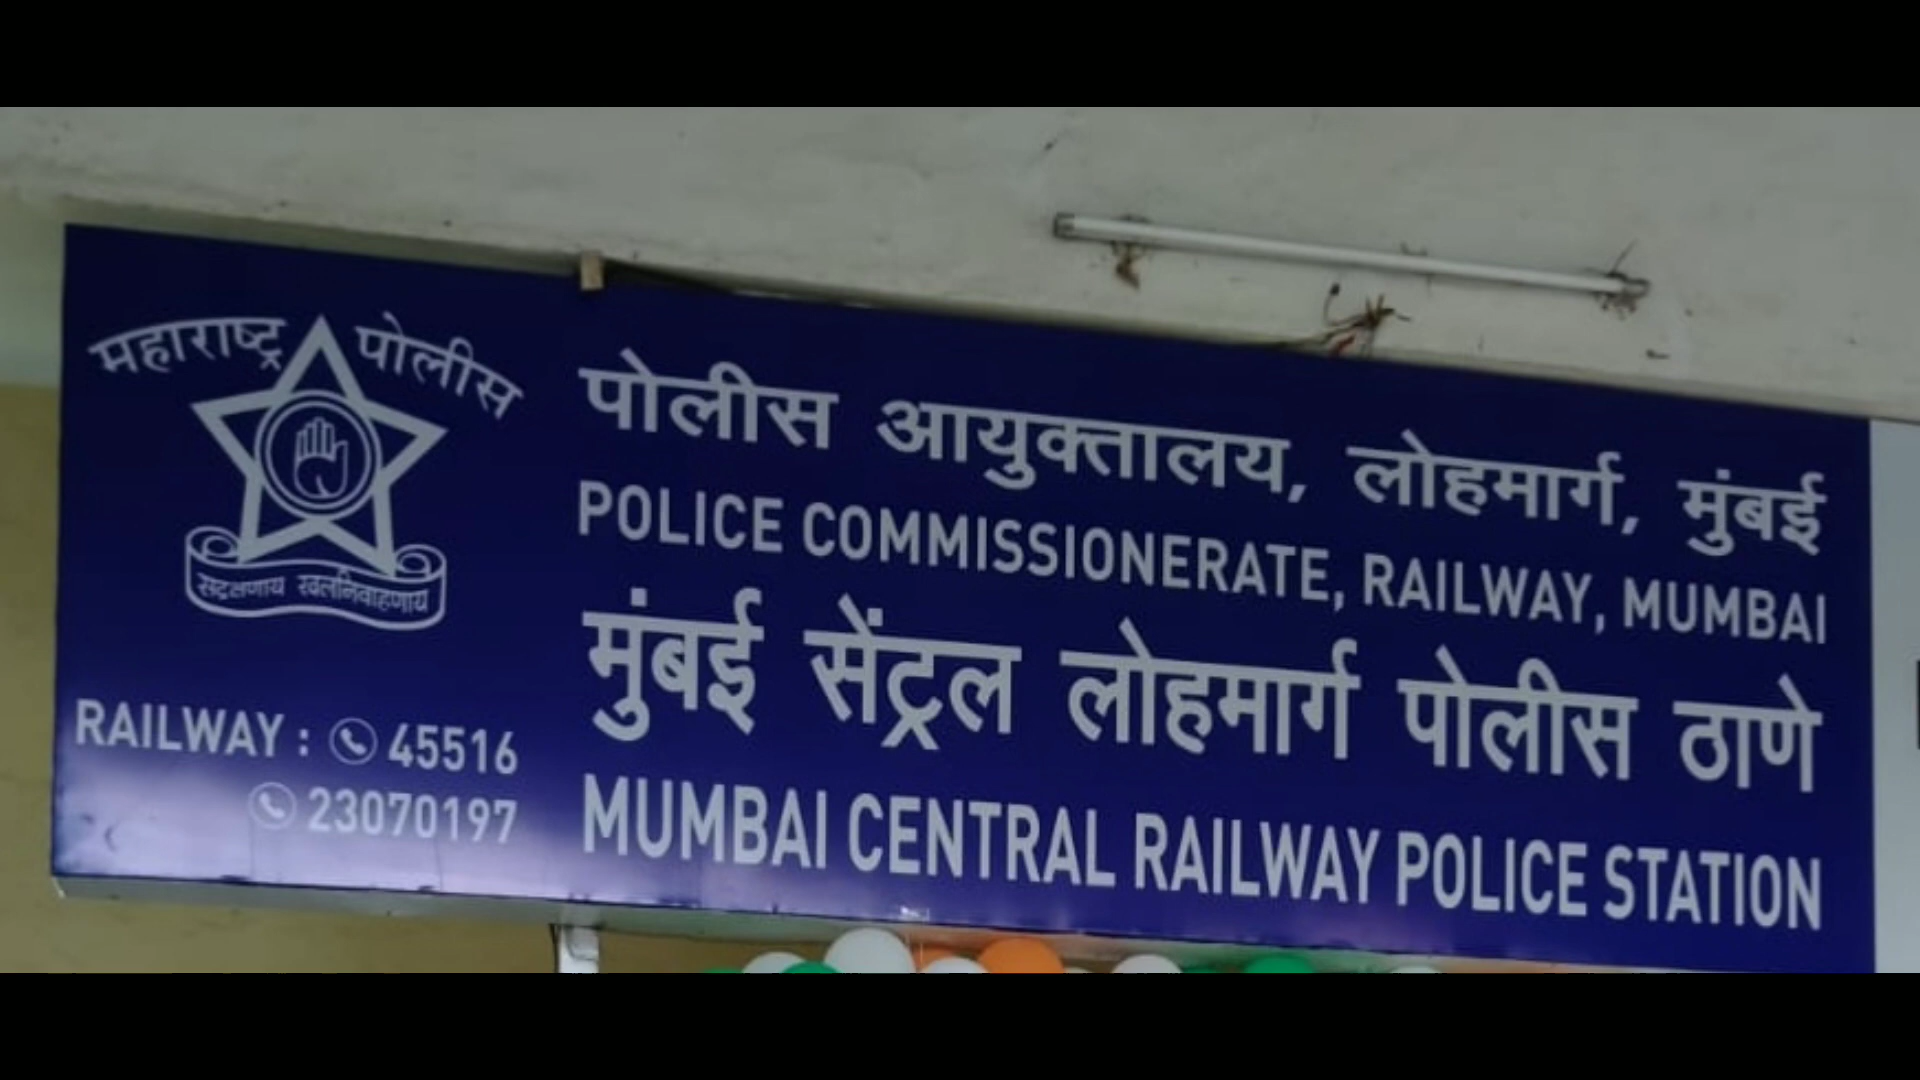 महाराष्ट्र पोलीस
सद्रक्षणाय खलनिग्रहणाय
RAILWAY : 45516
23070197
पोलीस आयुक्तालय, लोहमार्ग, मुंबई
POLICE COMMISSIONERATE, RAILWAY, MUMBAI
मुंबई सेंट्रल लोहमार्ग पोलीस ठाणे
MUMBAI CENTRAL RAILWAY POLICE STATION